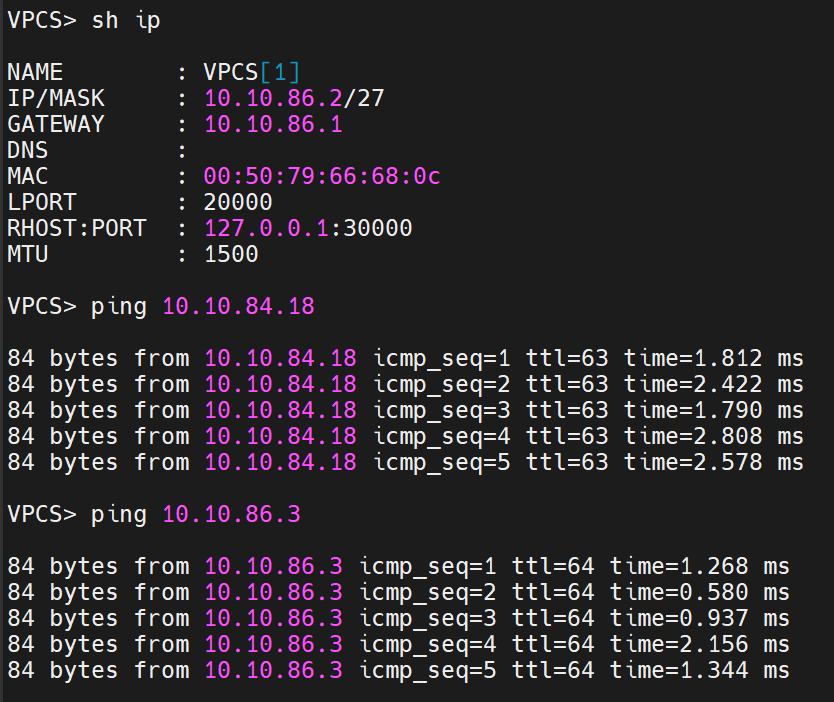 VPCS> sh ip
NAME        : VPCS[1]
IP/MASK     : 10.10.86.2/27
GATEWAY     : 10.10.86.1
DNS         :
MAC         : 00:50:79:66:68:0c
LPORT       : 20000
RHOST:PORT  : 127.0.0.1:30000
MTU         : 1500
VPCS> ping 10.10.84.18
84 bytes from 10.10.84.18 icmp_seq=1 ttl=63 time=1.812 ms
84 bytes from 10.10.84.18 icmp_seq=2 ttl=63 time=2.422 ms
84 bytes from 10.10.84.18 icmp_seq=3 ttl=63 time=1.790 ms
84 bytes from 10.10.84.18 icmp_seq=4 ttl=63 time=2.808 ms
84 bytes from 10.10.84.18 icmp_seq=5 ttl=63 time=2.578 ms
VPCS> ping 10.10.86.3
84 bytes from 10.10.86.3 icmp_seq=1 ttl=64 time=1.268 ms
84 bytes from 10.10.86.3 icmp_seq=2 ttl=64 time=0.580 ms
84 bytes from 10.10.86.3 icmp_seq=3 ttl=64 time=0.937 ms
84 bytes from 10.10.86.3 icmp_seq=4 ttl=64 time=2.156 ms
84 bytes from 10.10.86.3 icmp_seq=5 ttl=64 time=1.344 ms